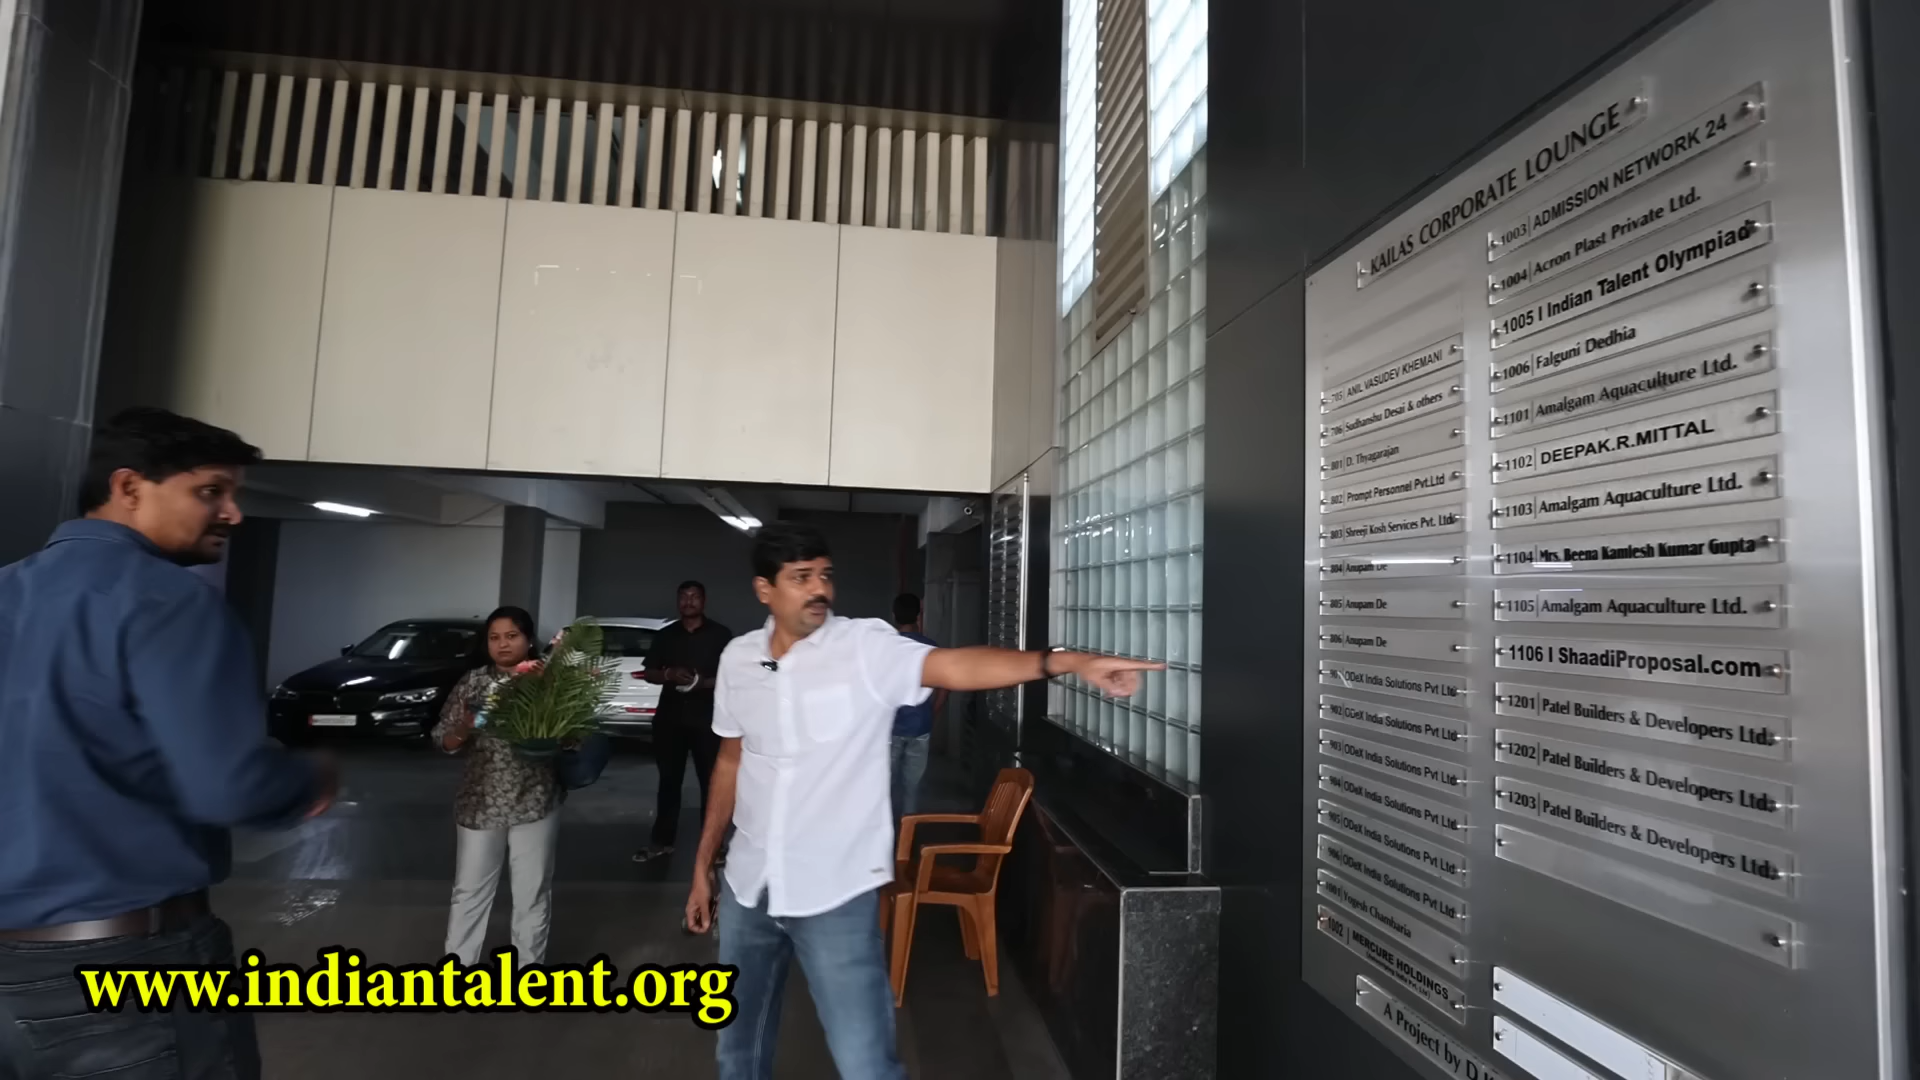 KAILAS CORPORATE LOUNGE
705 ANIL VASUDEV KHEMANI
706 Sudhanshu Desai & others
801 D. Thyagarajan
802 Prompt Personnel Pvt.Ltd
803 Shreeji Kosh Services Pvt. Ltd
804 Anupam De
805 Anupam De
806 Anupam De
901 ODeX India Solutions Pvt Ltd
902 ODeX India Solutions Pvt Ltd
903 ODeX India Solutions Pvt Ltd
904 ODeX India Solutions Pvt Ltd
905 ODeX India Solutions Pvt Ltd
906 ODeX India Solutions Pvt Ltd
1001 Yogesh Chambaria
1002 MERCURE HOLDINGS
1003 ADMISSION NETWORK 24
1004 Acron Plast Private Ltd.
1005 I Indian Talent Olympiad
1006 Falguni Dedhia
1101 Amalgam Aquaculture Ltd.
1102 DEEPAK.R.MITTAL
1103 Amalgam Aquaculture Ltd.
1104 Mrs. Beena Kamlesh Kumar Gupta
1105 Amalgam Aquaculture Ltd.
1106 I ShaadiProposal.com
1201 Patel Builders & Developers Ltd.
1202 Patel Builders & Developers Ltd.
1203 Patel Builders & Developers Ltd.
A Project by D
www.indiantalent.org